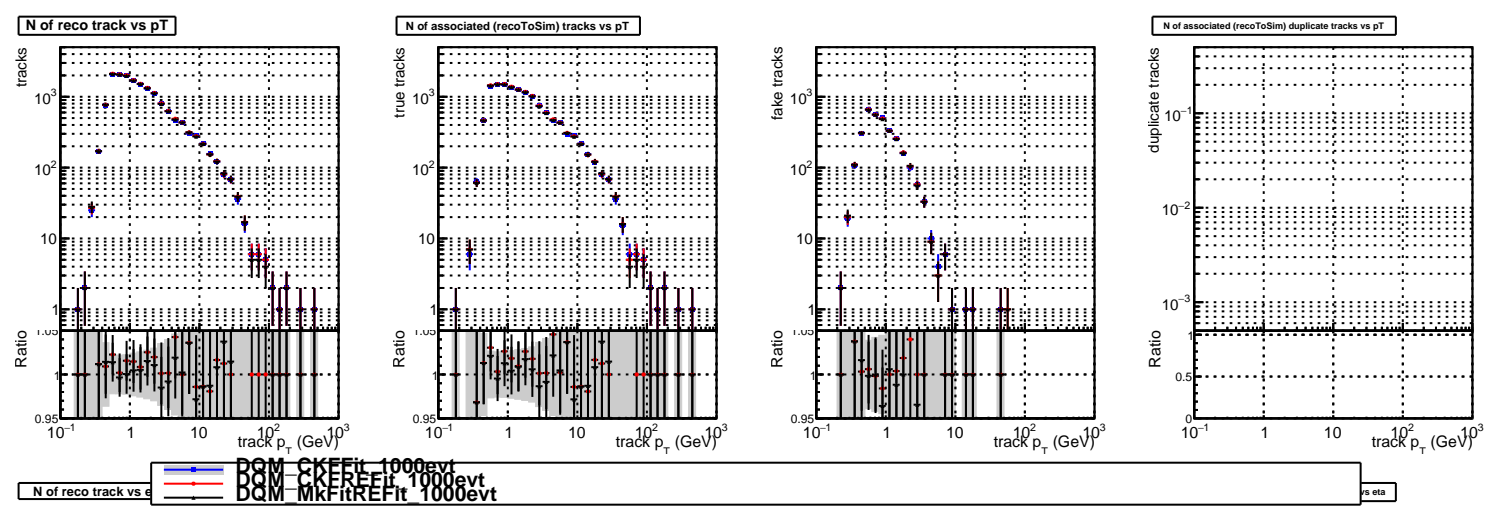 N of reco track vs pT
N of associated (recoToSim) tracks vs pT
N of associated (recoToSim) duplicate tracks vs pT
tracks
10³
10²
10
1
Ratio
1.05
1
0.95
10⁻¹ 1 10 10² 10³
track p_T (GeV)
true tracks
10³
10²
10
1
Ratio
1.05
1
0.95
10⁻¹ 1 10 10² 10³
track p_T (GeV)
fake tracks
10³
10²
10
1
Ratio
1.05
1
0.95
10⁻¹ 1 10 10² 10³
track p_T (GeV)
duplicate tracks
10⁻¹
10⁻²
10⁻³
Ratio
1
0.5
0
10⁻¹ 1 10 10² 10³
track p_T (GeV)
DQM_CKFFit_1000evt
DQM_CKFREFit_1000evt
DQM_MkFitREFit_1000evt
N of reco track vs e
vs eta